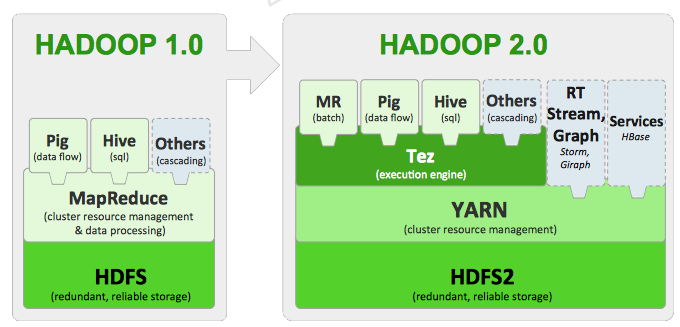 HADOOP 1.0
Pig
(data flow)
Hive
(sql)
Others
(cascading)
MapReduce
(cluster resource management
& data processing)
HDFS
(redundant, reliable storage)
HADOOP 2.0
MR
(batch)
Pig
(data flow)
Hive
(sql)
Others
(cascading)
RT
Stream,
Graph
Storm,
Giraph
Services
HBase
Tez
(execution engine)
YARN
(cluster resource management)
HDFS2
(redundant, reliable storage)